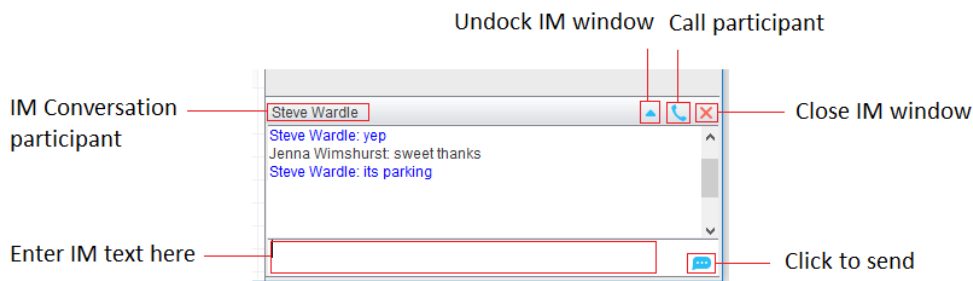 Undock IM window Call participant
IM Conversation participant
Steve Wardle
Close IM window
Steve Wardle: yep
Jenna Wimshurst: sweet thanks
Steve Wardle: its parking
Enter IM text here
Click to send